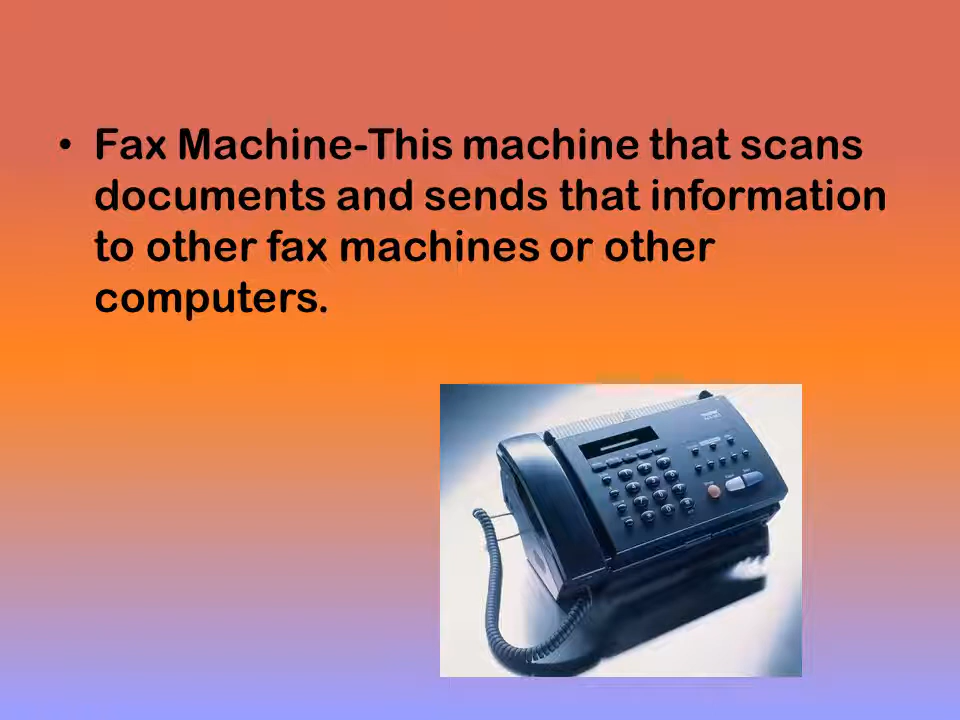 • Fax Machine-This machine that scans
documents and sends that information
to other fax machines or other
computers.